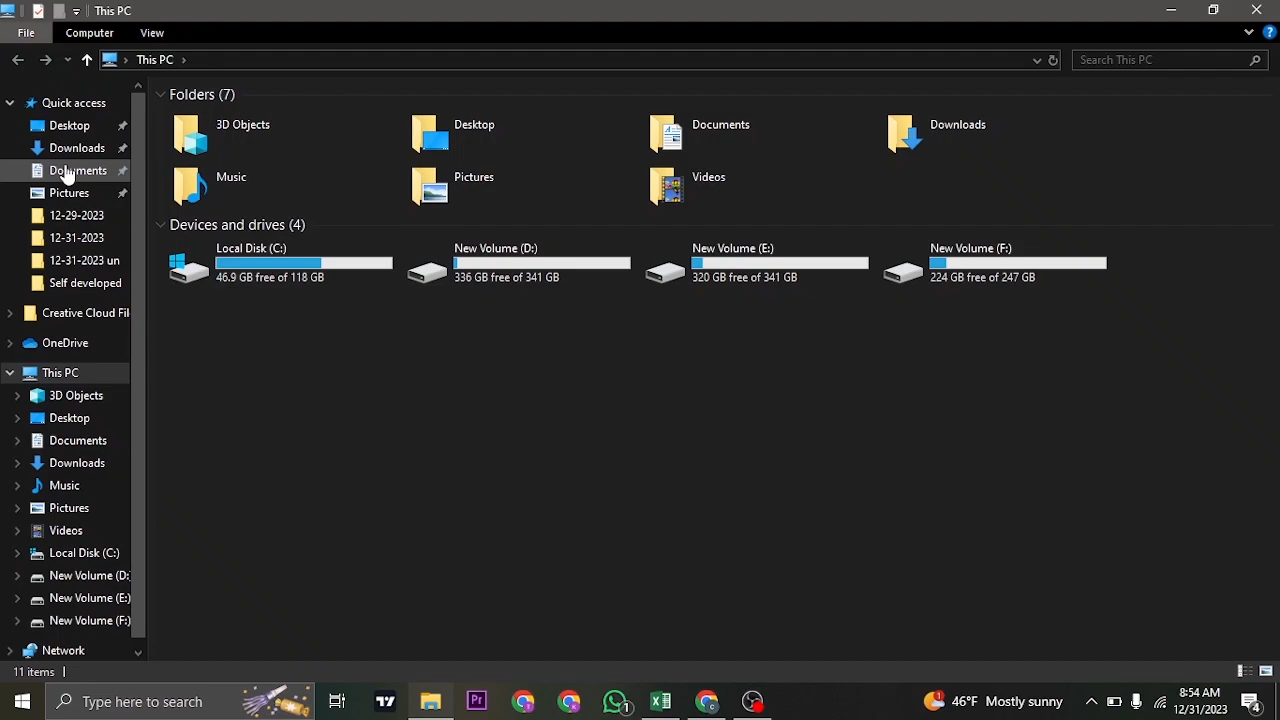 This PC
File
Computer
View
This PC
Search This PC
Quick access
Desktop
Downloads
Documents
Pictures
12-29-2023
12-31-2023
12-31-2023 un
Self developed
Creative Cloud Fil
OneDrive
This PC
3D Objects
Desktop
Documents
Downloads
Music
Pictures
Videos
Local Disk (C:)
New Volume (D:
New Volume (E:)
New Volume (F:)
Network
Folders (7)
3D Objects
Desktop
Documents
Downloads
Music
Pictures
Videos
Devices and drives (4)
Local Disk (C:)
46.9 GB free of 118 GB
New Volume (D:)
336 GB free of 341 GB
New Volume (E:)
320 GB free of 341 GB
New Volume (F:)
224 GB free of 247 GB
11 items
Type here to search
Pr
1
1
46°F Mostly sunny
8:54 AM
12/31/2023
4